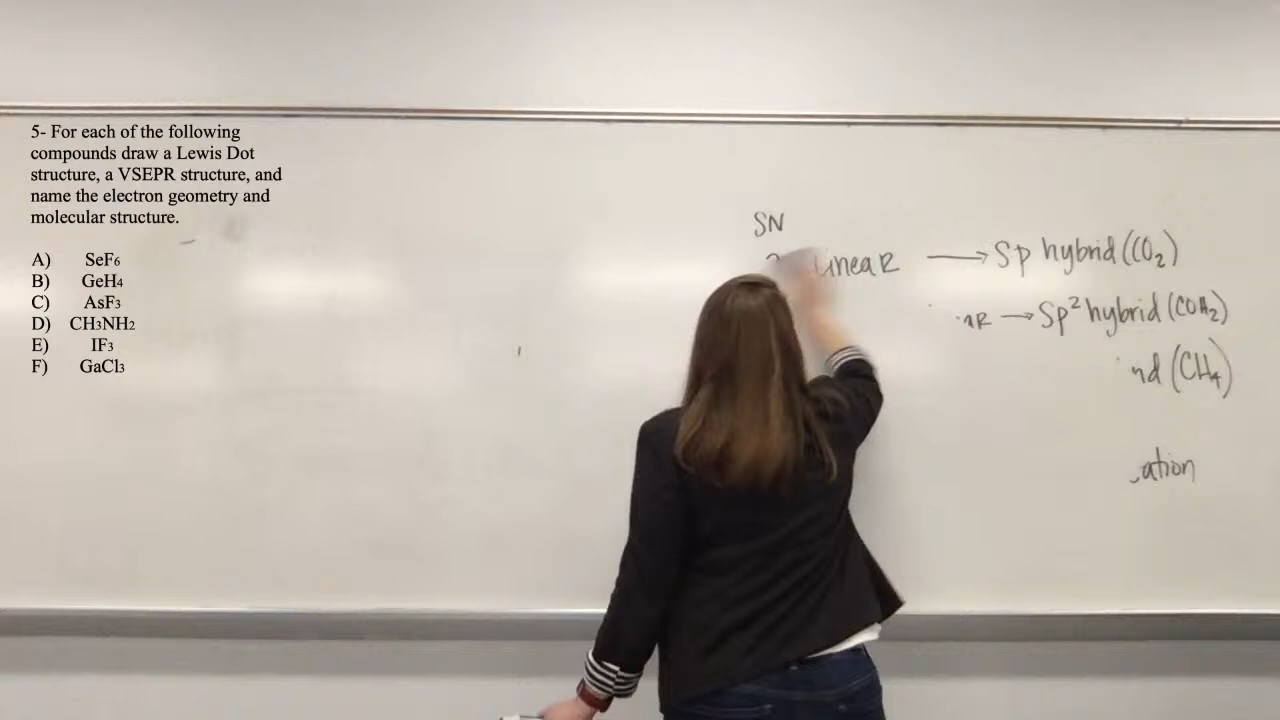 5- For each of the following
compounds draw a Lewis Dot
structure, a VSEPR structure, and
name the electron geometry and
molecular structure.
A) SeF6
B) GeH4
C) AsF3
D) CH3NH2
E) IF3
F) GaCl3
SN
→ Sp hybrid (CO2)
→ Sp² hybrid (COH2)
(CH4)